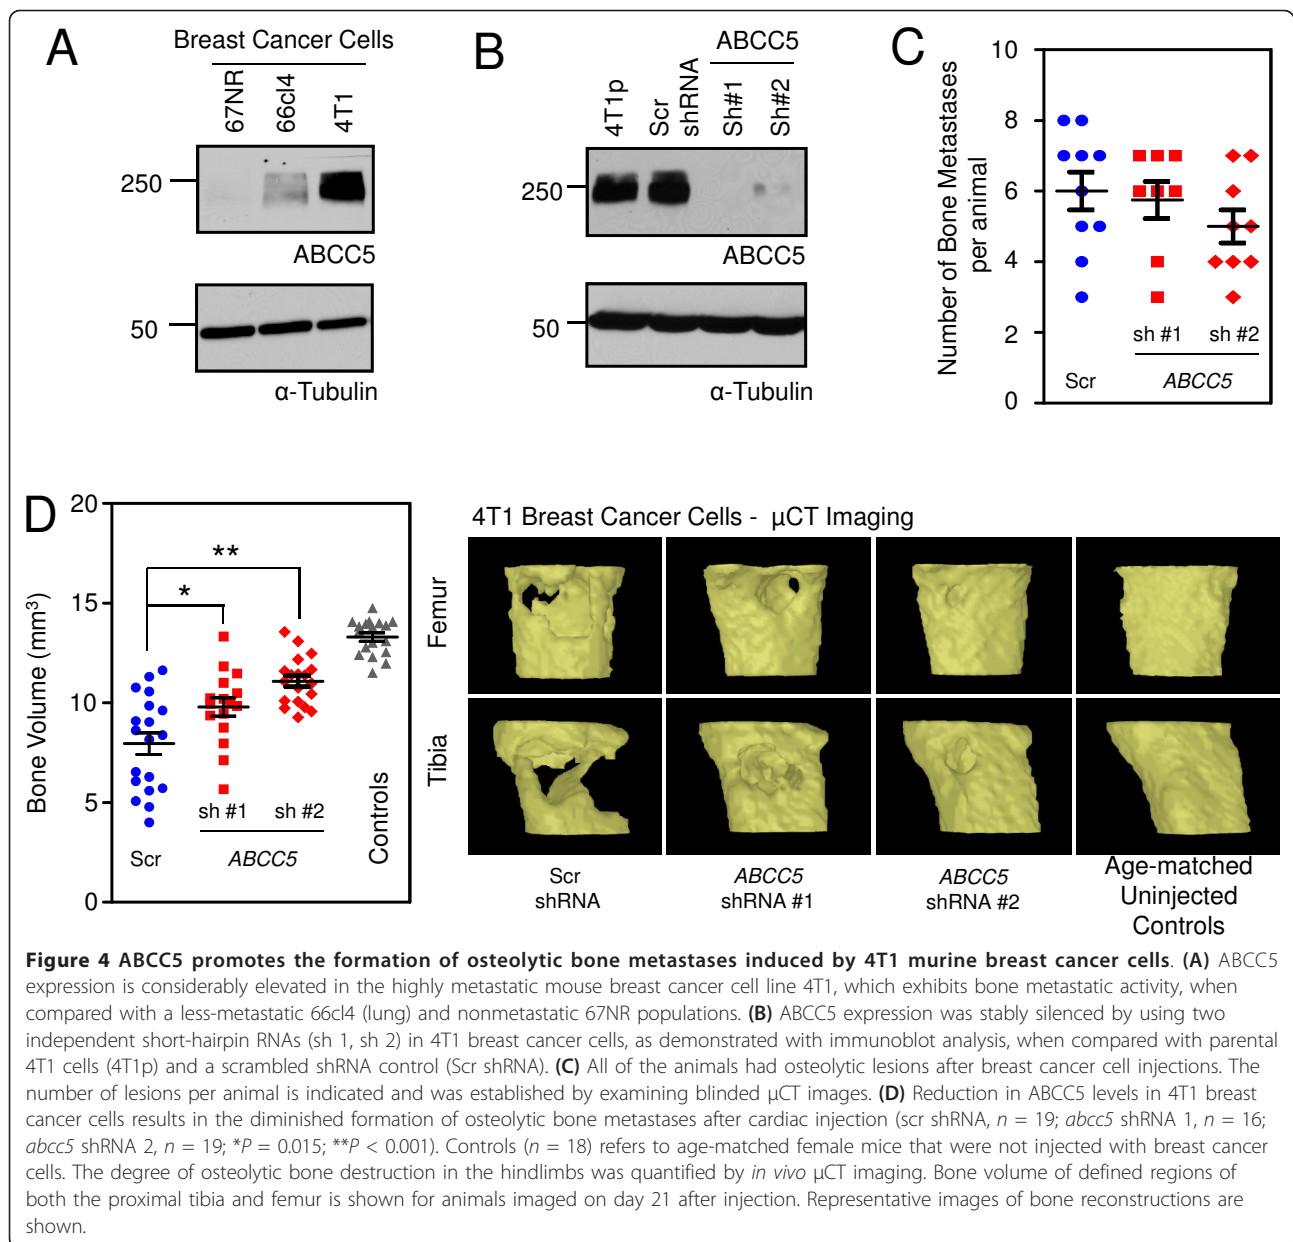 A
Breast Cancer Cells
67NR
66cl4
4T1
250
ABCC5
50
α-Tubulin
B
ABCC5
4T1p
Scr
shRNA
Sh#1
Sh#2
250
ABCC5
50
α-Tubulin
C
Number of Bone Metastases
per animal
10
8
6
4
2
0
sh #1
sh #2
Scr
ABCC5
D
Bone Volume (mm³)
20
15
10
5
0
**
*
sh #1
sh #2
Scr
ABCC5
Controls
4T1 Breast Cancer Cells - µCT Imaging
Femur
Tibia
Scr
shRNA
ABCC5
shRNA #1
ABCC5
shRNA #2
Age-matched
Uninjected
Controls
Figure 4 ABCC5 promotes the formation of osteolytic bone metastases induced by 4T1 murine breast cancer cells. (A) ABCC5
expression is considerably elevated in the highly metastatic mouse breast cancer cell line 4T1, which exhibits bone metastatic activity, when
compared with a less-metastatic 66cl4 (lung) and nonmetastatic 67NR populations. (B) ABCC5 expression was stably silenced by using two
independent short-hairpin RNAs (sh 1, sh 2) in 4T1 breast cancer cells, as demonstrated with immunoblot analysis, when compared with parental
4T1 cells (4T1p) and a scrambled shRNA control (Scr shRNA). (C) All of the animals had osteolytic lesions after breast cancer cell injections. The
number of lesions per animal is indicated and was established by examining blinded µCT images. (D) Reduction in ABCC5 levels in 4T1 breast
cancer cells results in the diminished formation of osteolytic bone metastases after cardiac injection (scr shRNA, n = 19; abcc5 shRNA 1, n = 16;
abcc5 shRNA 2, n = 19; *P = 0.015; **P < 0.001). Controls (n = 18) refers to age-matched female mice that were not injected with breast cancer
cells. The degree of osteolytic bone destruction in the hindlimbs was quantified by in vivo µCT imaging. Bone volume of defined regions of
both the proximal tibia and femur is shown for animals imaged on day 21 after injection. Representative images of bone reconstructions are
shown.